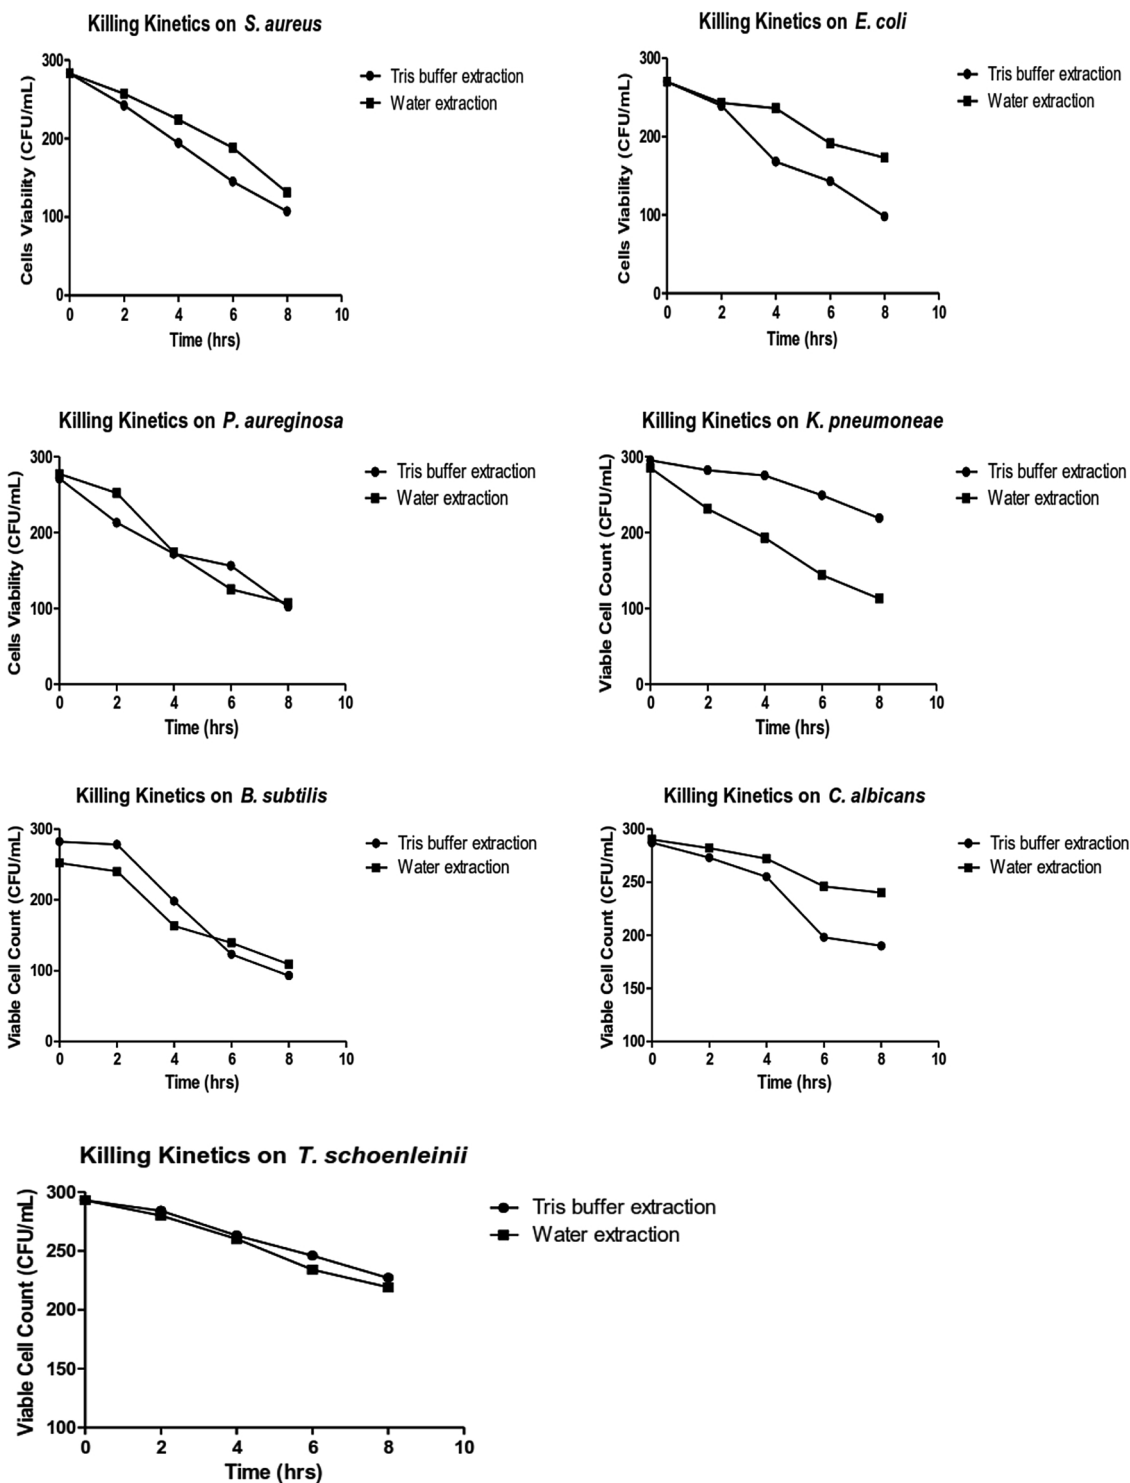 Killing Kinetics on S. aureus
Cells Viability (CFU/mL)
300
200
100
0
0 2 4 6 8 10
Time (hrs)
Tris buffer extraction
Water extraction
Killing Kinetics on E. coli
Cells Viability (CFU/mL)
300
200
100
0
0 2 4 6 8 10
Time (hrs)
Tris buffer extraction
Water extraction
Killing Kinetics on P. aureginosa
Cells Viability (CFU/mL)
300
200
100
0
0 2 4 6 8 10
Time (hrs)
Tris buffer extraction
Water extraction
Killing Kinetics on K. pneumoneae
Viable Cell Count (CFU/mL)
300
200
100
0
0 2 4 6 8 10
Time (hrs)
Tris buffer extraction
Water extraction
Killing Kinetics on B. subtilis
Viable Cell Count (CFU/mL)
300
200
100
0
0 2 4 6 8 10
Time (hrs)
Tris buffer extraction
Water extraction
Killing Kinetics on C. albicans
Viable Cell Count (CFU/mL)
300
250
200
150
100
0 2 4 6 8 10
Time (hrs)
Tris buffer extraction
Water extraction
Killing Kinetics on T. schoenleinii
Viable Cell Count (CFU/mL)
300
250
200
150
100
0 2 4 6 8 10
Time (hrs)
Tris buffer extraction
Water extraction